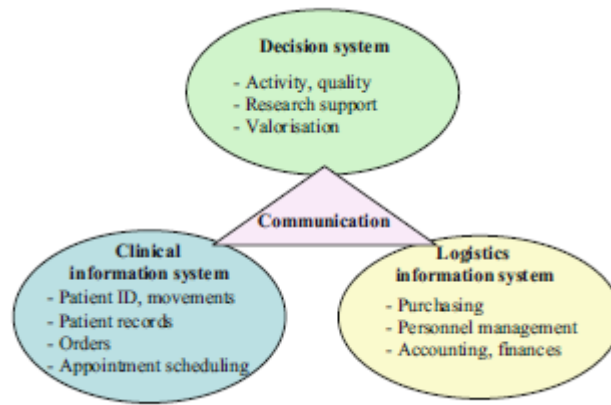 Decision system
- Activity, quality
- Research support
- Valorisation
Communication
Clinical
information system
- Patient ID, movements
- Patient records
- Orders
- Appointment scheduling
Logistics
information system
- Purchasing
- Personnel management
- Accounting, finances